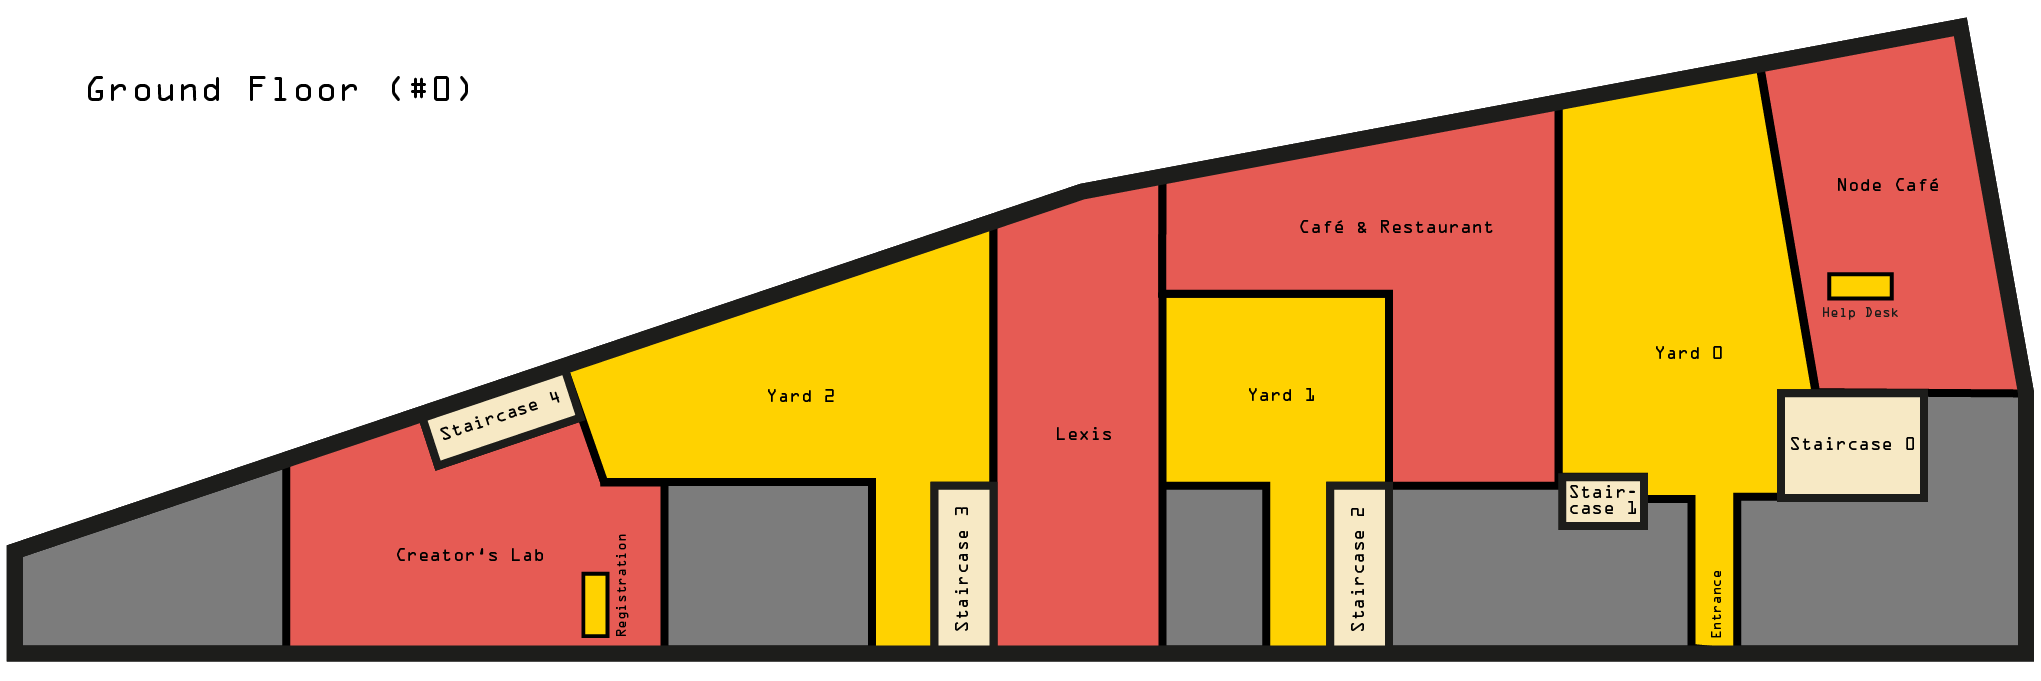 Ground Floor (#0)
Node Café
Café & Restaurant
Help Desk
Yard 0
Staircase 4
Yard 2
Yard 1
Lexis
Staircase 0
Stair-
case 1
Staircase 3
Staircase 2
Creator's Lab
Registration
Entrance